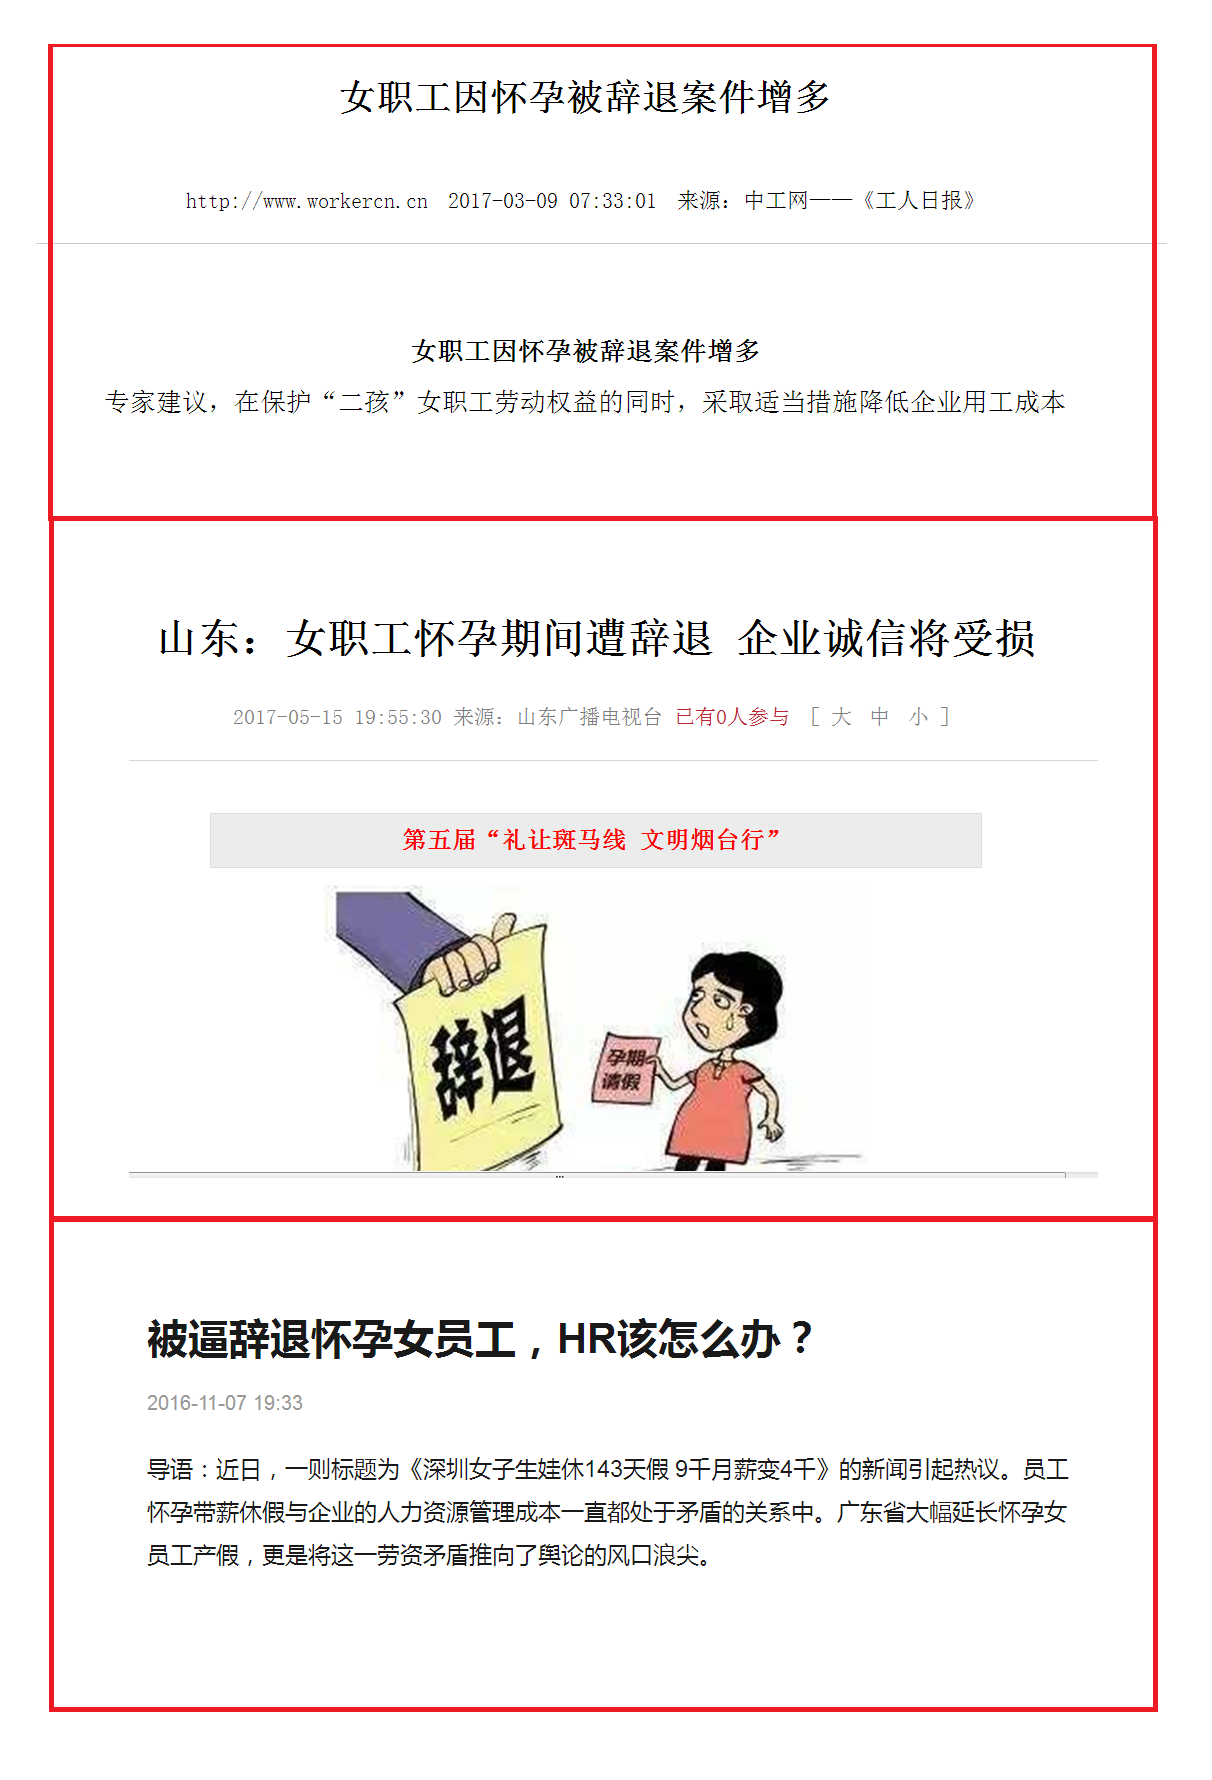 女职工因怀孕被辞退案件增多
http://www.workercn.cn 2017-03-09 07:33:01 来源：中工网——《工人日报》
女职工因怀孕被辞退案件增多
专家建议，在保护“二孩”女职工劳动权益的同时，采取适当措施降低企业用工成本
山东：女职工怀孕期间遭辞退 企业诚信将受损
2017-05-15 19:55:30 来源：山东广播电视台 已有0人参与 [ 大 中 小 ]
第五届“礼让斑马线 文明烟台行”
辞退
孕期
请假
被逼辞退怀孕女员工，HR该怎么办？
2016-11-07 19:33
导语：近日，一则标题为《深圳女子生娃休143天假 9千月薪变4千》的新闻引起热议。员工
怀孕带薪休假与企业的人力资源管理成本一直都处于矛盾的关系中。广东省大幅延长怀孕女
员工产假，更是将这一劳资矛盾推向了舆论的风口浪尖。